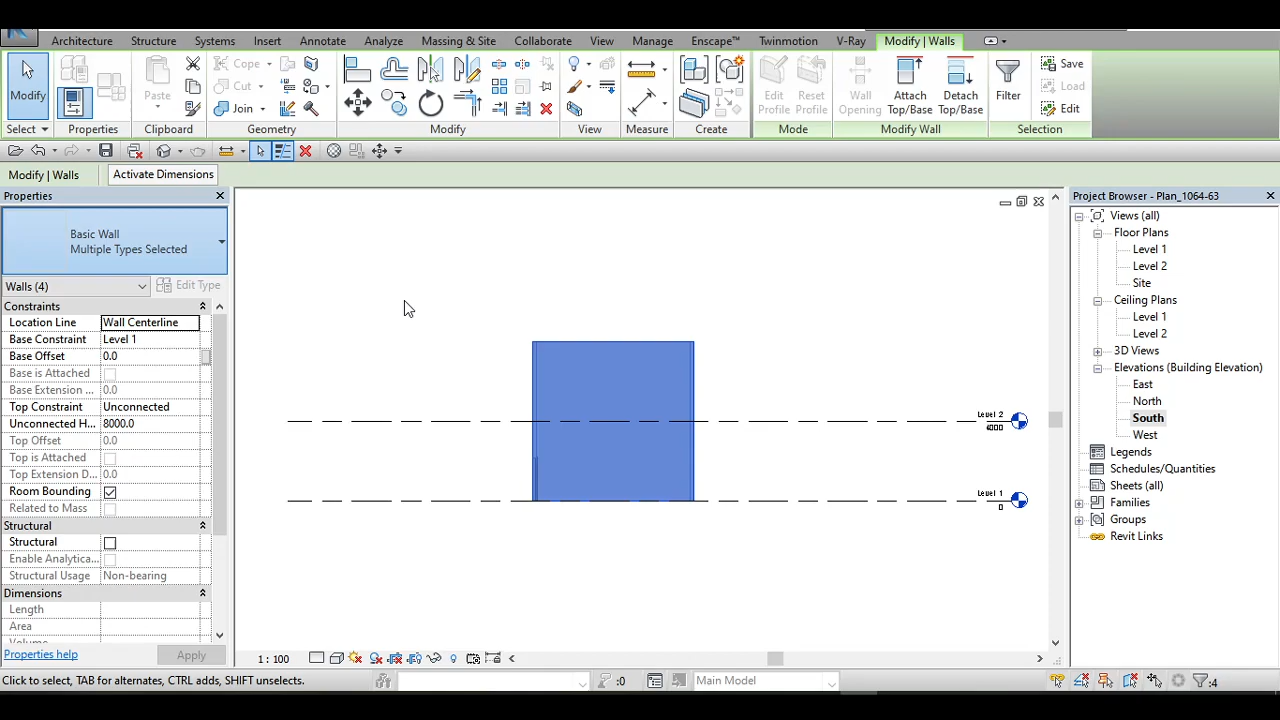 Architecture Structure Systems Insert Annotate Analyze Massing & Site Collaborate View Manage Enscape™ Twinmotion V-Ray Modify | Walls
Modify
Paste
Cope
Cut
Join
Edit Profile
Reset Profile
Wall Opening
Attach Top/Base
Detach Top/Base
Filter
Save
Load
Edit
Select Properties Clipboard Geometry Modify View Measure Create Mode Modify Wall Selection
Modify | Walls Activate Dimensions
Properties
Basic Wall
Multiple Types Selected
Walls (4) Edit Type
Constraints
Location Line Wall Centerline
Base Constraint Level 1
Base Offset 0.0
Base is Attached
Base Extension ... 0.0
Top Constraint Unconnected
Unconnected H... 8000.0
Top Offset 0.0
Top is Attached
Top Extension D... 0.0
Room Bounding
Related to Mass
Structural
Structural
Enable Analytica...
Structural Usage Non-bearing
Dimensions
Length
Area
Volume
Properties help Apply
Level 2
4000
Level 1
0
1 : 100
Project Browser - Plan_1064-63
Views (all)
Floor Plans
Level 1
Level 2
Site
Ceiling Plans
Level 1
Level 2
3D Views
Elevations (Building Elevation)
East
North
South
West
Legends
Schedules/Quantities
Sheets (all)
Families
Groups
Revit Links
Click to select, TAB for alternates, CTRL adds, SHIFT unselects. :0 Main Model :4